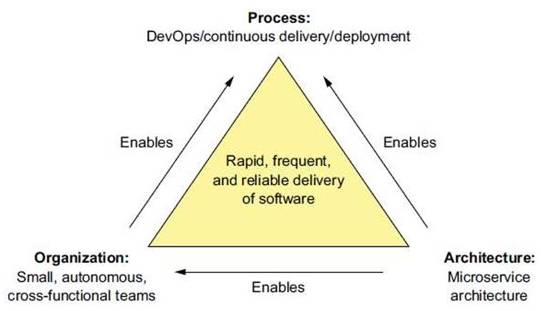 Process:
DevOps/continuous delivery/deployment
Enables
Enables
Rapid, frequent,
and reliable delivery
of software
Organization:
Small, autonomous,
cross-functional teams
Enables
Architecture:
Microservice
architecture